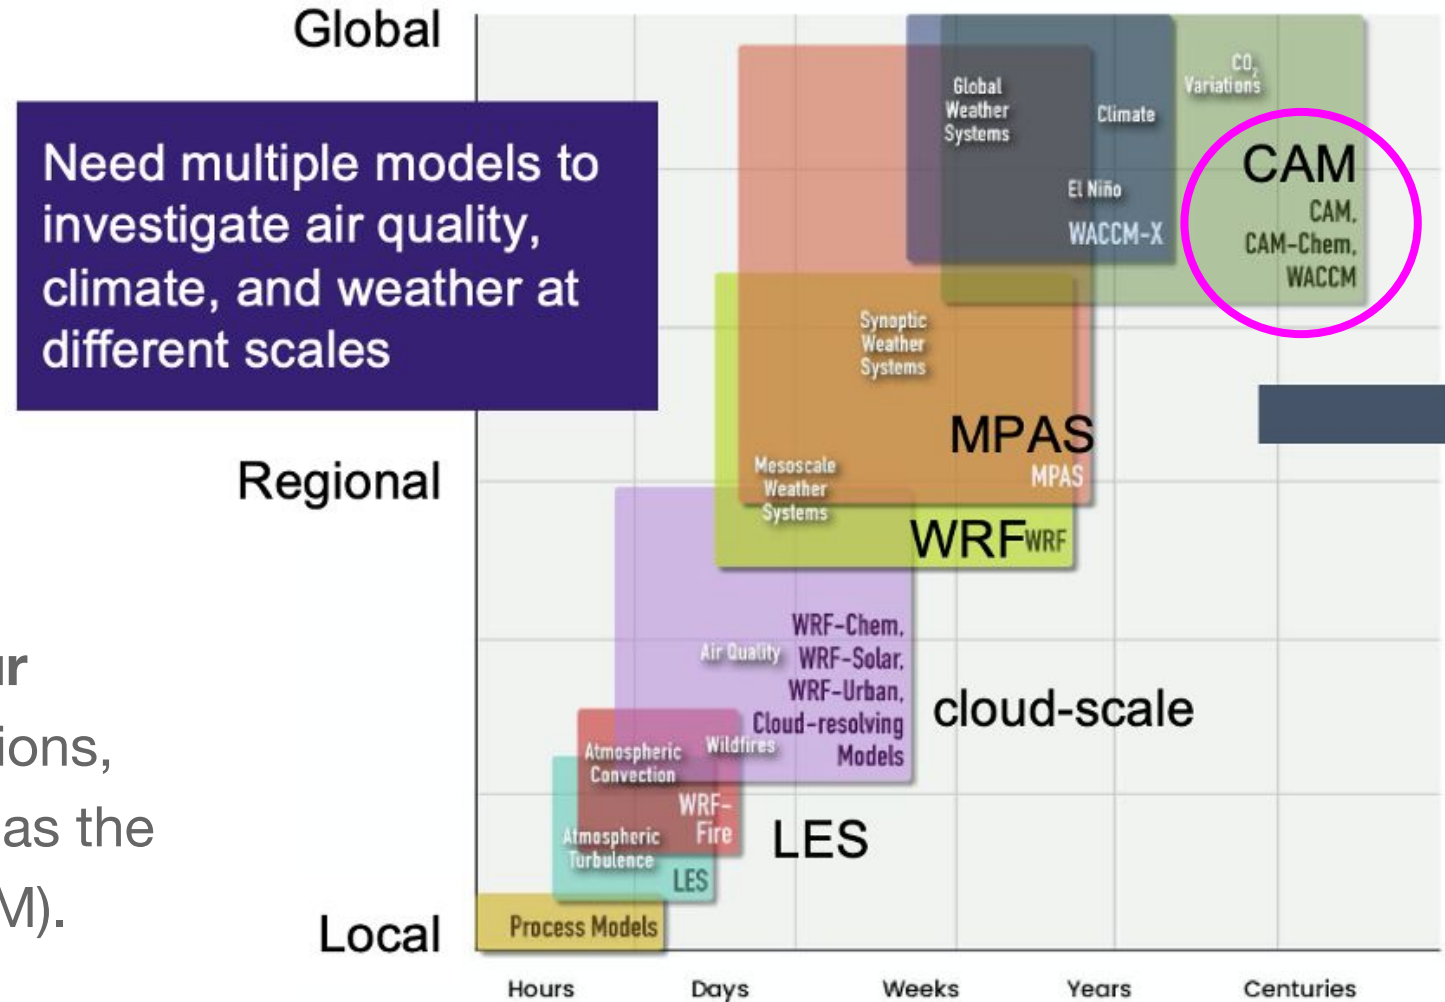 Global
Need multiple models to
investigate air quality,
climate, and weather at
different scales
Global
Weather
Systems
Climate
CO₂
Variations
El Niño
WACCM-X
CAM
CAM,
CAM-Chem,
WACCM
Synoptic
Weather
Systems
MPAS
MPAS
Regional
Mesoscale
Weather
Systems
WRF
WRF
Air Quality
WRF-Chem,
WRF-Solar,
WRF-Urban,
Cloud-resolving
Models
cloud-scale
Wildfires
Atmospheric
Convection
WRF-
Fire
LES
Atmospheric
Turbulence
LES
Process Models
Local
ur
ions,
as the
M).
Hours Days Weeks Years Centuries